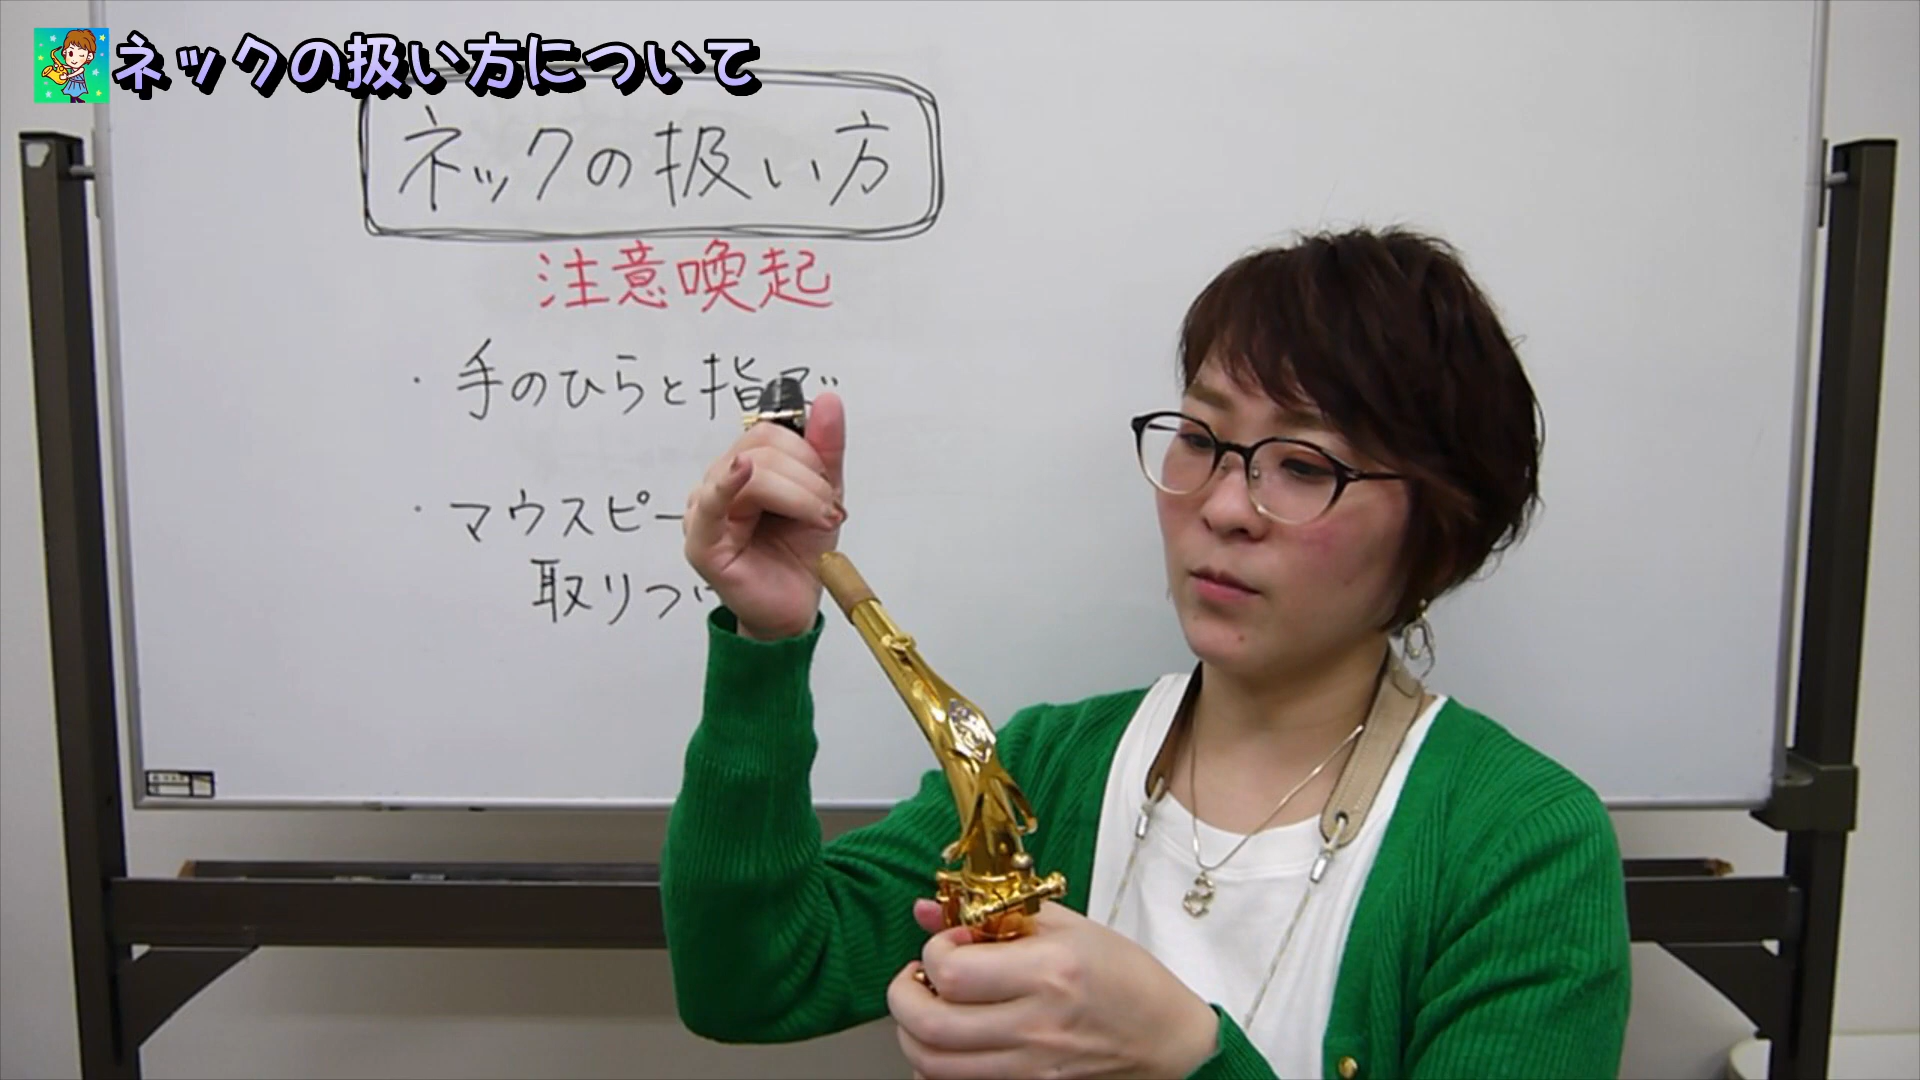 ネックの扱い方について
ネックの扱い方
注意喚起
・手のひらと指で
・マウスピー
取りつ